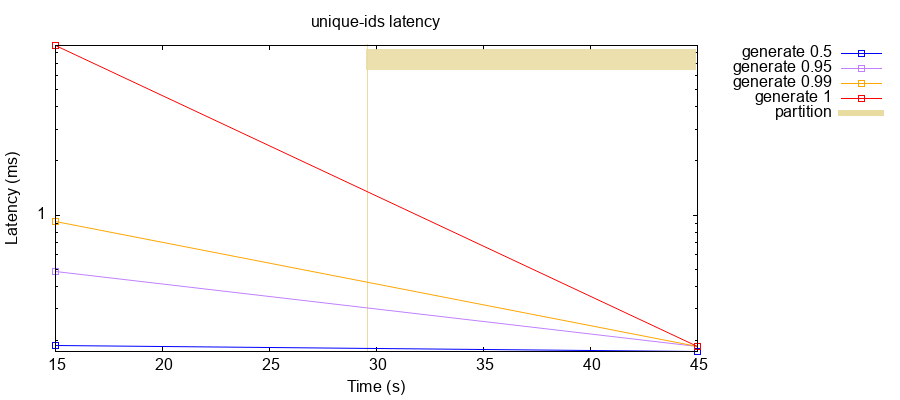 unique-ids latency
generate 0.5
generate 0.95
generate 0.99
generate 1
partition
Latency (ms)
1
15 20 25 30 35 40 45
Time (s)